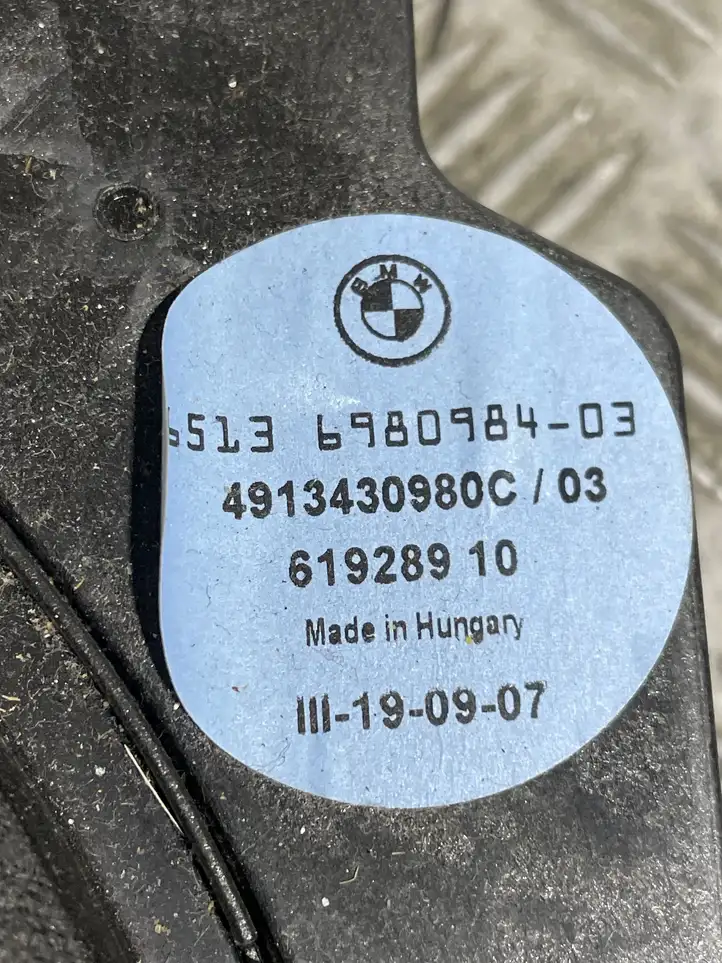 BMW
6513 6980984-03
4913430980C / 03
619289 10
Made in Hungary
III-19-09-07